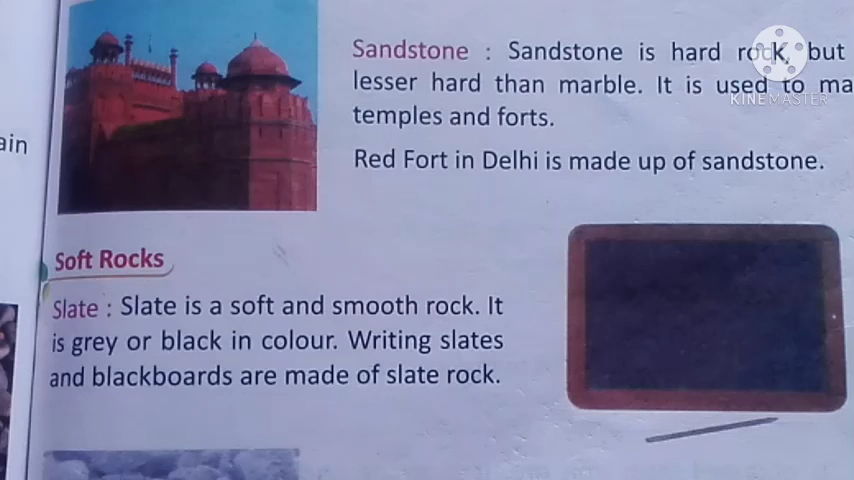 Sandstone : Sandstone is hard rock, but
lesser hard than marble. It is used to ma
temples and forts.
Red Fort in Delhi is made up of sandstone.
KINEMASTER
ain
Soft Rocks
Slate : Slate is a soft and smooth rock. It
is grey or black in colour. Writing slates
and blackboards are made of slate rock.